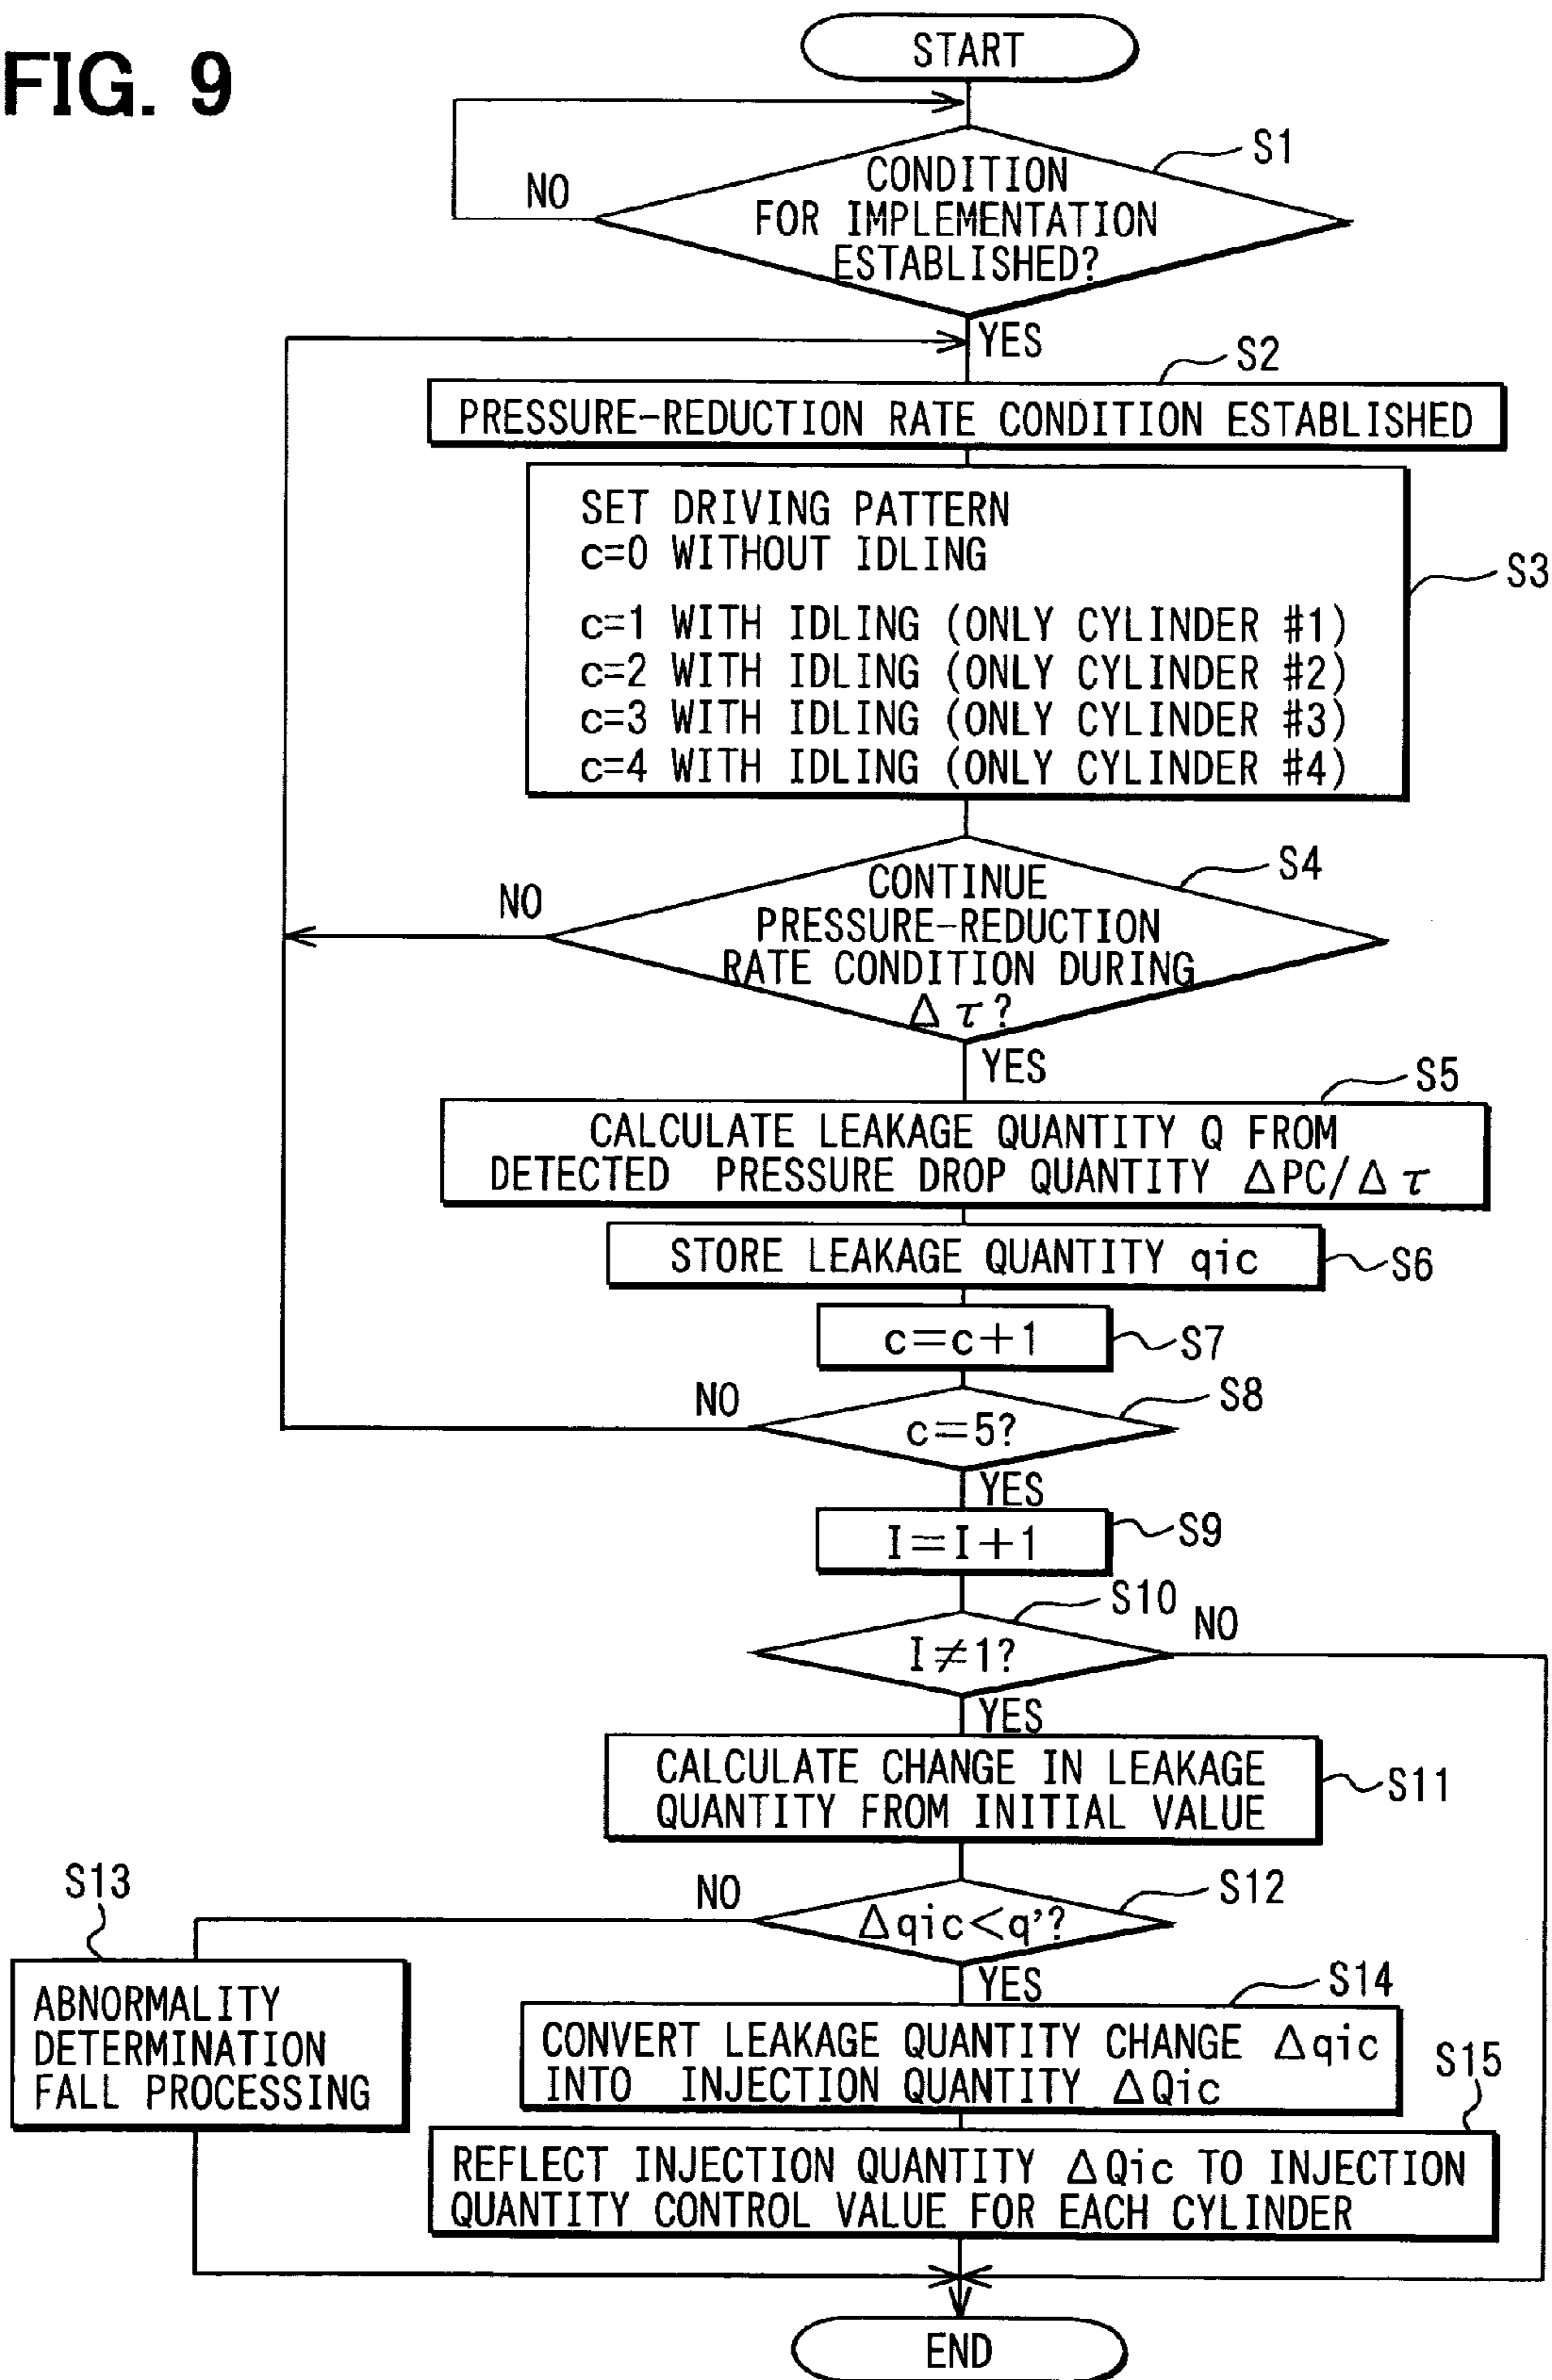 FIG. 9
START
S1
CONDITION
FOR IMPLEMENTATION
ESTABLISHED?
NO
YES
S2
PRESSURE-REDUCTION RATE CONDITION ESTABLISHED
SET DRIVING PATTERN
c=0 WITHOUT IDLING
c=1 WITH IDLING (ONLY CYLINDER #1)
c=2 WITH IDLING (ONLY CYLINDER #2)
c=3 WITH IDLING (ONLY CYLINDER #3)
c=4 WITH IDLING (ONLY CYLINDER #4)
S3
S4
CONTINUE
PRESSURE-REDUCTION
RATE CONDITION DURING
Δτ?
NO
YES
S5
CALCULATE LEAKAGE QUANTITY Q FROM
DETECTED PRESSURE DROP QUANTITY ΔPC/Δτ
STORE LEAKAGE QUANTITY qic
S6
c=c+1
S7
NO
S8
c=5?
YES
I=I+1
S9
S10
NO
I≠1?
YES
CALCULATE CHANGE IN LEAKAGE
QUANTITY FROM INITIAL VALUE
S11
NO
S12
Δqic<q'?
YES
S13
ABNORMALITY
DETERMINATION
FALL PROCESSING
S14
CONVERT LEAKAGE QUANTITY CHANGE Δqic
INTO INJECTION QUANTITY ΔQic
S15
REFLECT INJECTION QUANTITY ΔQic TO INJECTION
QUANTITY CONTROL VALUE FOR EACH CYLINDER
END